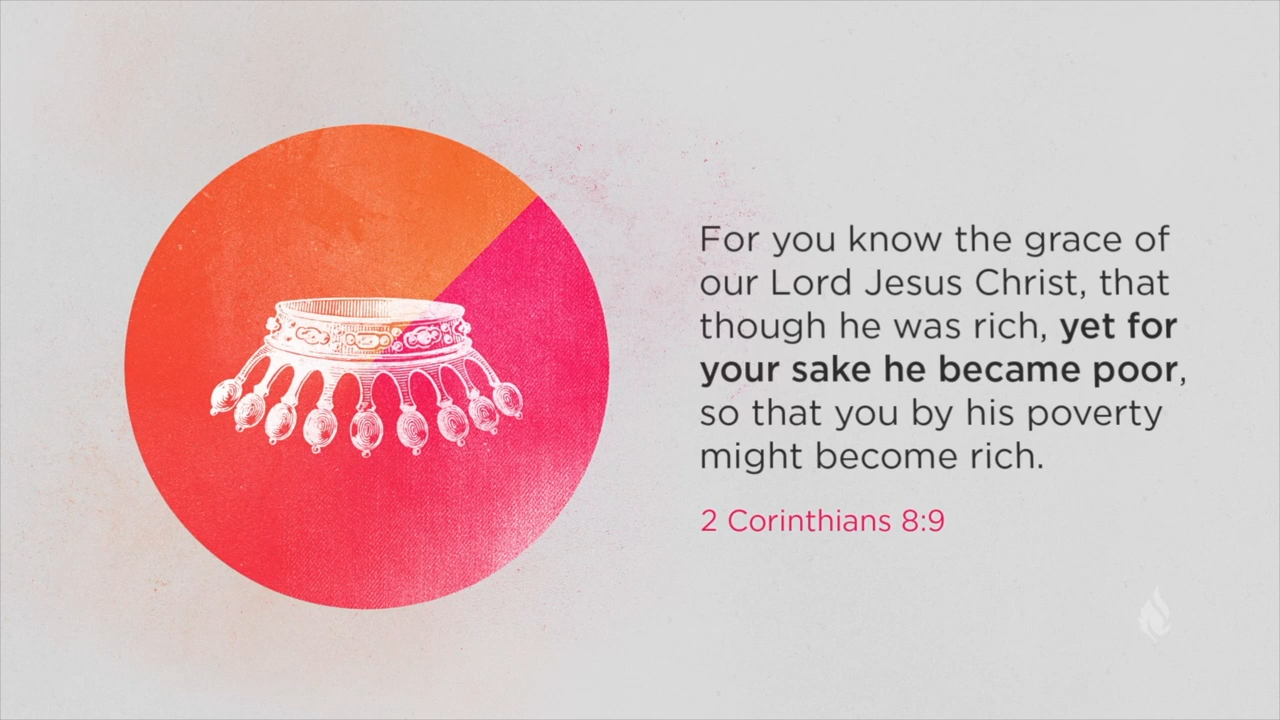 For you know the grace of
our Lord Jesus Christ, that
though he was rich, yet for
your sake he became poor,
so that you by his poverty
might become rich.
2 Corinthians 8:9